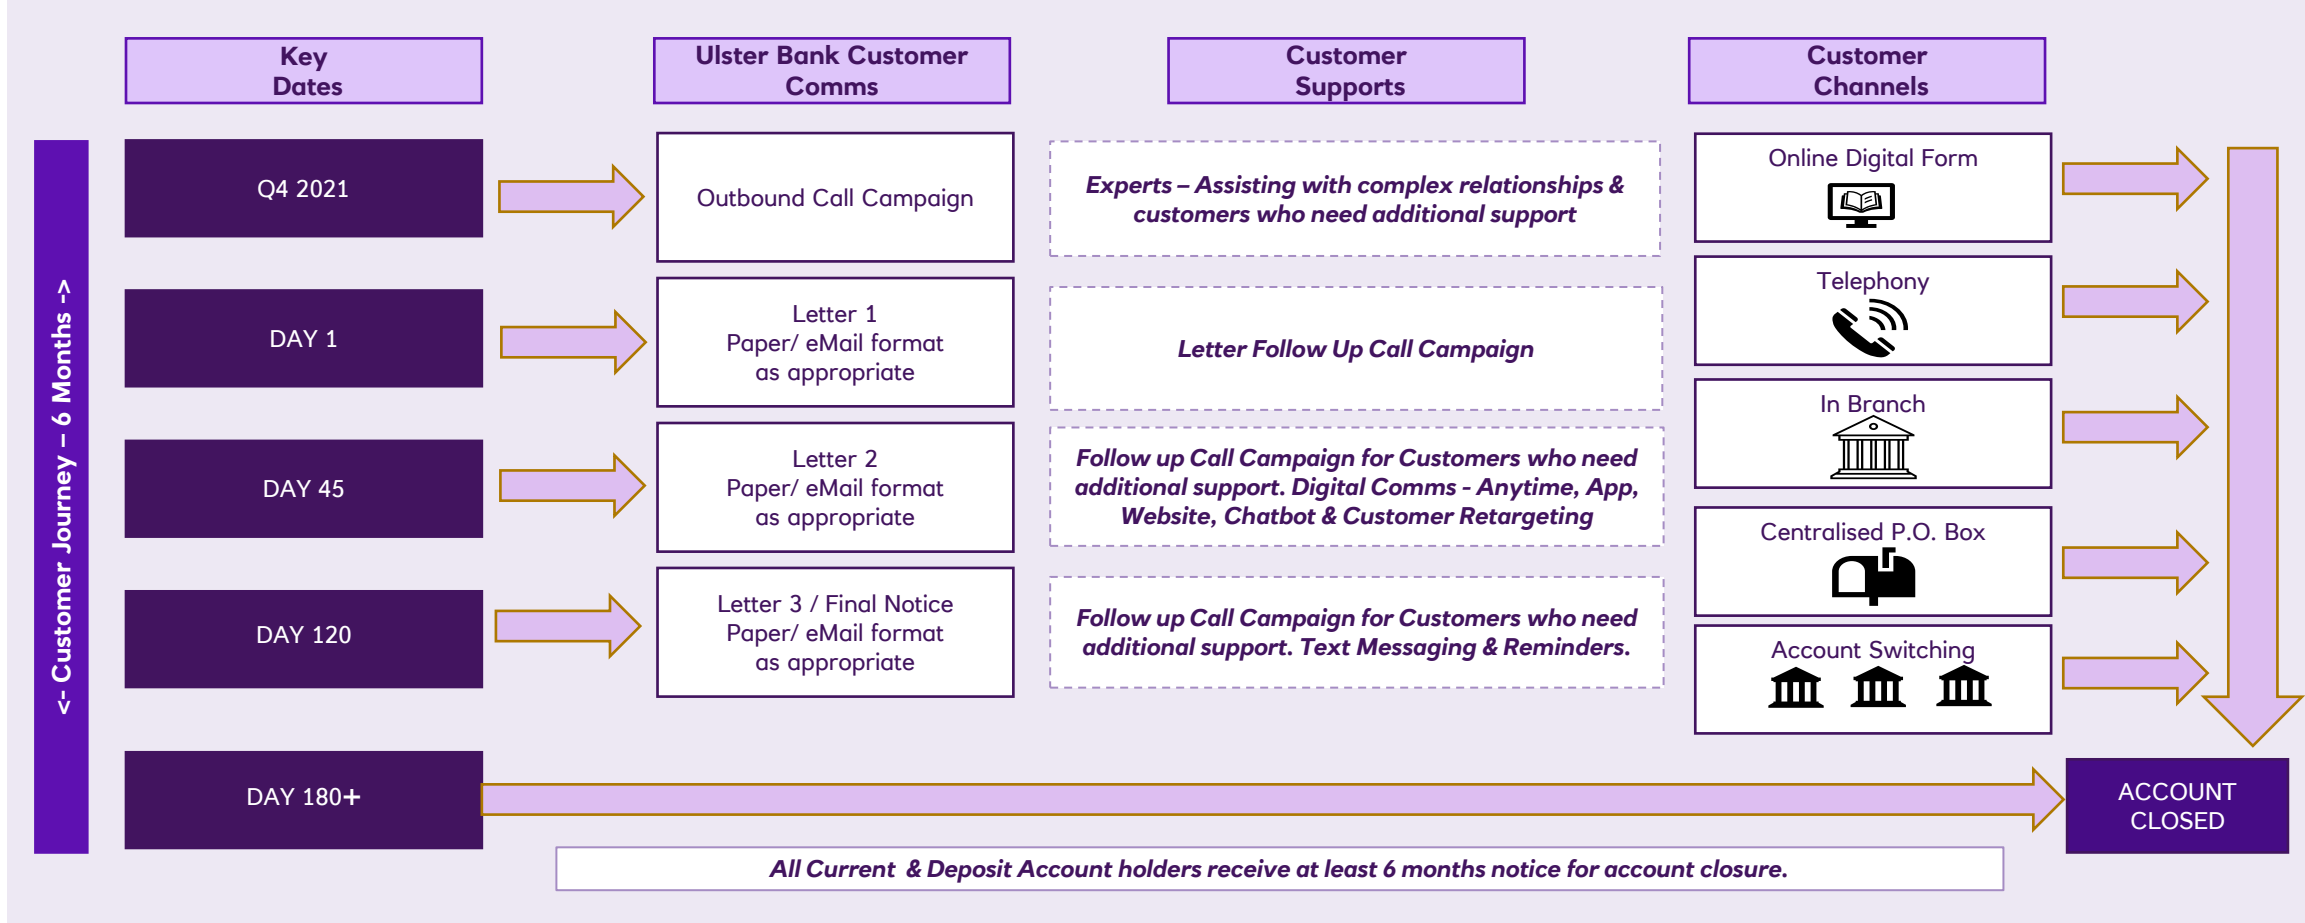 Key
Dates
Ulster Bank Customer
Comms
Customer
Supports
Customer
Channels
<- Customer Journey – 6 Months ->
Q4 2021
Outbound Call Campaign
Experts – Assisting with complex relationships &
customers who need additional support
Online Digital Form
DAY 1
Letter 1
Paper/ eMail format
as appropriate
Letter Follow Up Call Campaign
Telephony
In Branch
DAY 45
Letter 2
Paper/ eMail format
as appropriate
Follow up Call Campaign for Customers who need
additional support. Digital Comms - Anytime, App,
Website, Chatbot & Customer Retargeting
Centralised P.O. Box
DAY 120
Letter 3 / Final Notice
Paper/ eMail format
as appropriate
Follow up Call Campaign for Customers who need
additional support. Text Messaging & Reminders.
Account Switching
DAY 180+
ACCOUNT
CLOSED
All Current & Deposit Account holders receive at least 6 months notice for account closure.